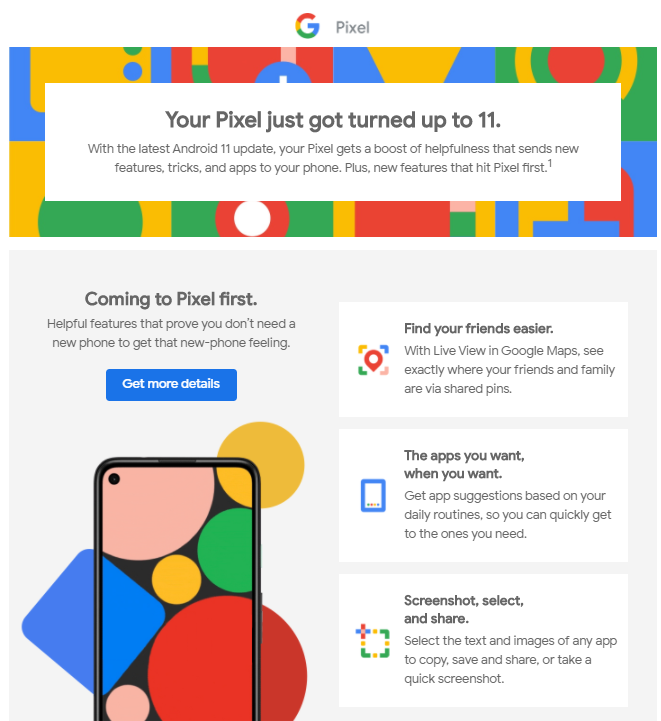 Pixel
Your Pixel just got turned up to 11.
With the latest Android 11 update, your Pixel gets a boost of helpfulness that sends new
features, tricks, and apps to your phone. Plus, new features that hit Pixel first.1
Coming to Pixel first.
Helpful features that prove you don't need a
new phone to get that new-phone feeling.
Get more details
Find your friends easier.
With Live View in Google Maps, see
exactly where your friends and family
are via shared pins.
The apps you want,
when you want.
Get app suggestions based on your
daily routines, so you can quickly get
to the ones you need.
Screenshot, select,
and share.
Select the text and images of any app
to copy, save and share, or take a
quick screenshot.